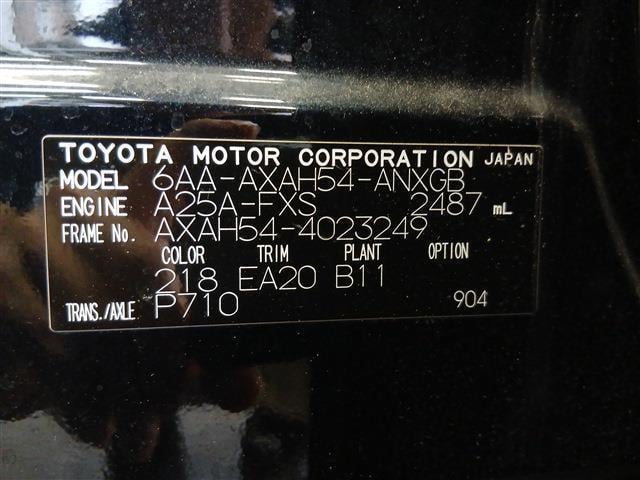 TOYOTA MOTOR CORPORATION JAPAN
MODEL 6AA-AXAH54-ANXGB
ENGINE A25A-FXS 2487 mL
FRAME No. AXAH54-4023249
COLOR TRIM PLANT OPTION
218 EA20 B11
TRANS./AXLE P710 904